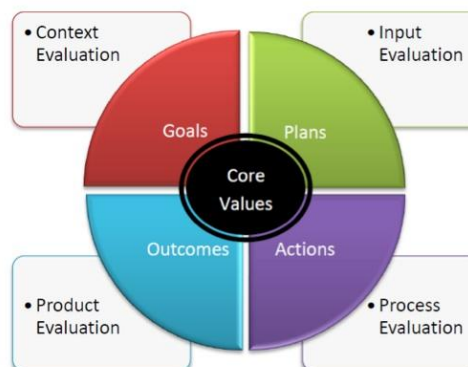 • Context
Evaluation
• Input
Evaluation
Goals
Plans
Core
Values
Outcomes
Actions
• Product
Evaluation
• Process
Evaluation